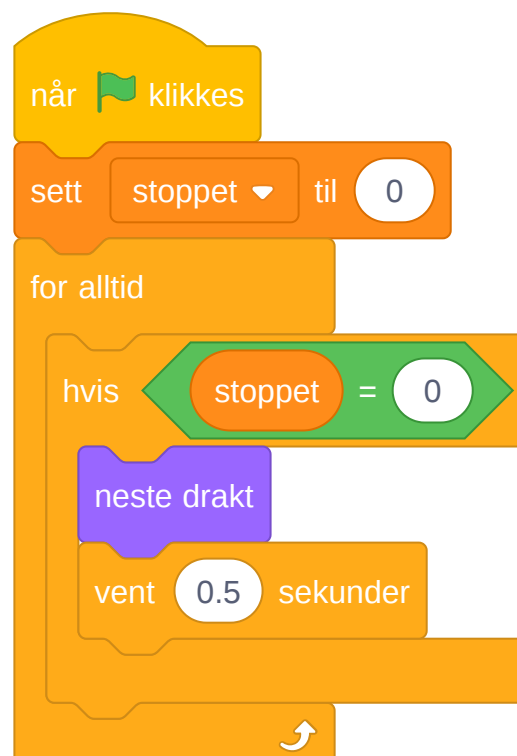 når klikkes
sett stoppet til 0
for alltid
hvis stoppet = 0
neste drakt
vent 0.5 sekunder